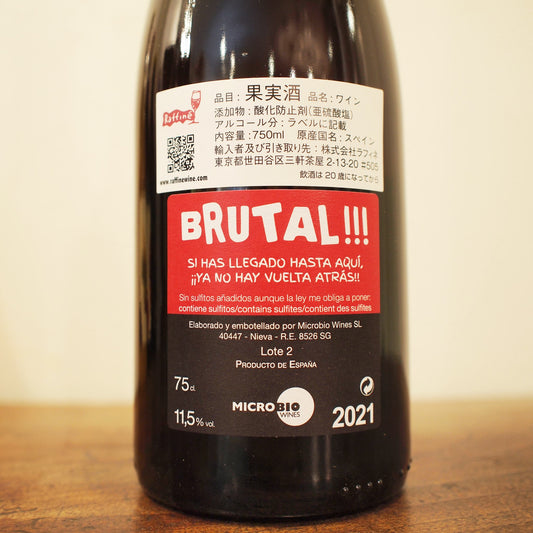 Raffiné
www.raffinewine.com
品目：果実酒 品名：ワイン
添加物：酸化防止剤（亜硫酸塩）
アルコール分：ラベルに記載
内容量：750ml 原産国名：スペイン
輸入者及び引き取り先：株式会社ラフィネ
東京都世田谷区三軒茶屋 2-13-20 #505
飲酒は 20 歳になってから
BRUTAL!!!
SI HAS LLEGADO HASTA AQUÍ,
¡¡YA NO HAY VUELTA ATRÁS!!
Sin sulfitos añadidos aunque la ley me obliga a poner:
contiene sulfitos/contains sulfites/contient des sulfites
Elaborado y embotellado por Microbio Wines SL
40447 - Nieva - R.E. 8526 SG
Lote 2
PRODUCTO DE ESPAÑA
75 cl.
11,5% vol.
MICRO BIO
WINES
2021